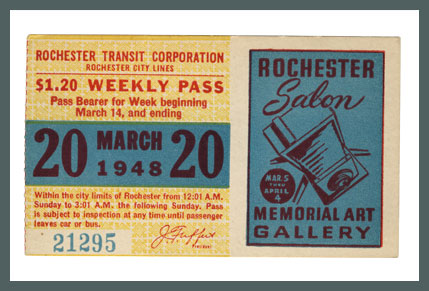 ROCHESTER TRANSIT CORPORATION
ROCHESTER CITY LINES
$1.20 WEEKLY PASS
Pass Bearer for Week beginning
March 14, and ending
20 MARCH 1948 20
Within the city limits of Rochester from 12:01 A.M.
Sunday to 3:01 A.M. the following Sunday. Pass
is subject to inspection at any time until passenger
leaves car or bus.
21295
President
ROCHESTER
Salon
MAR. 5
THRU
APRIL
4
MEMORIAL ART
GALLERY